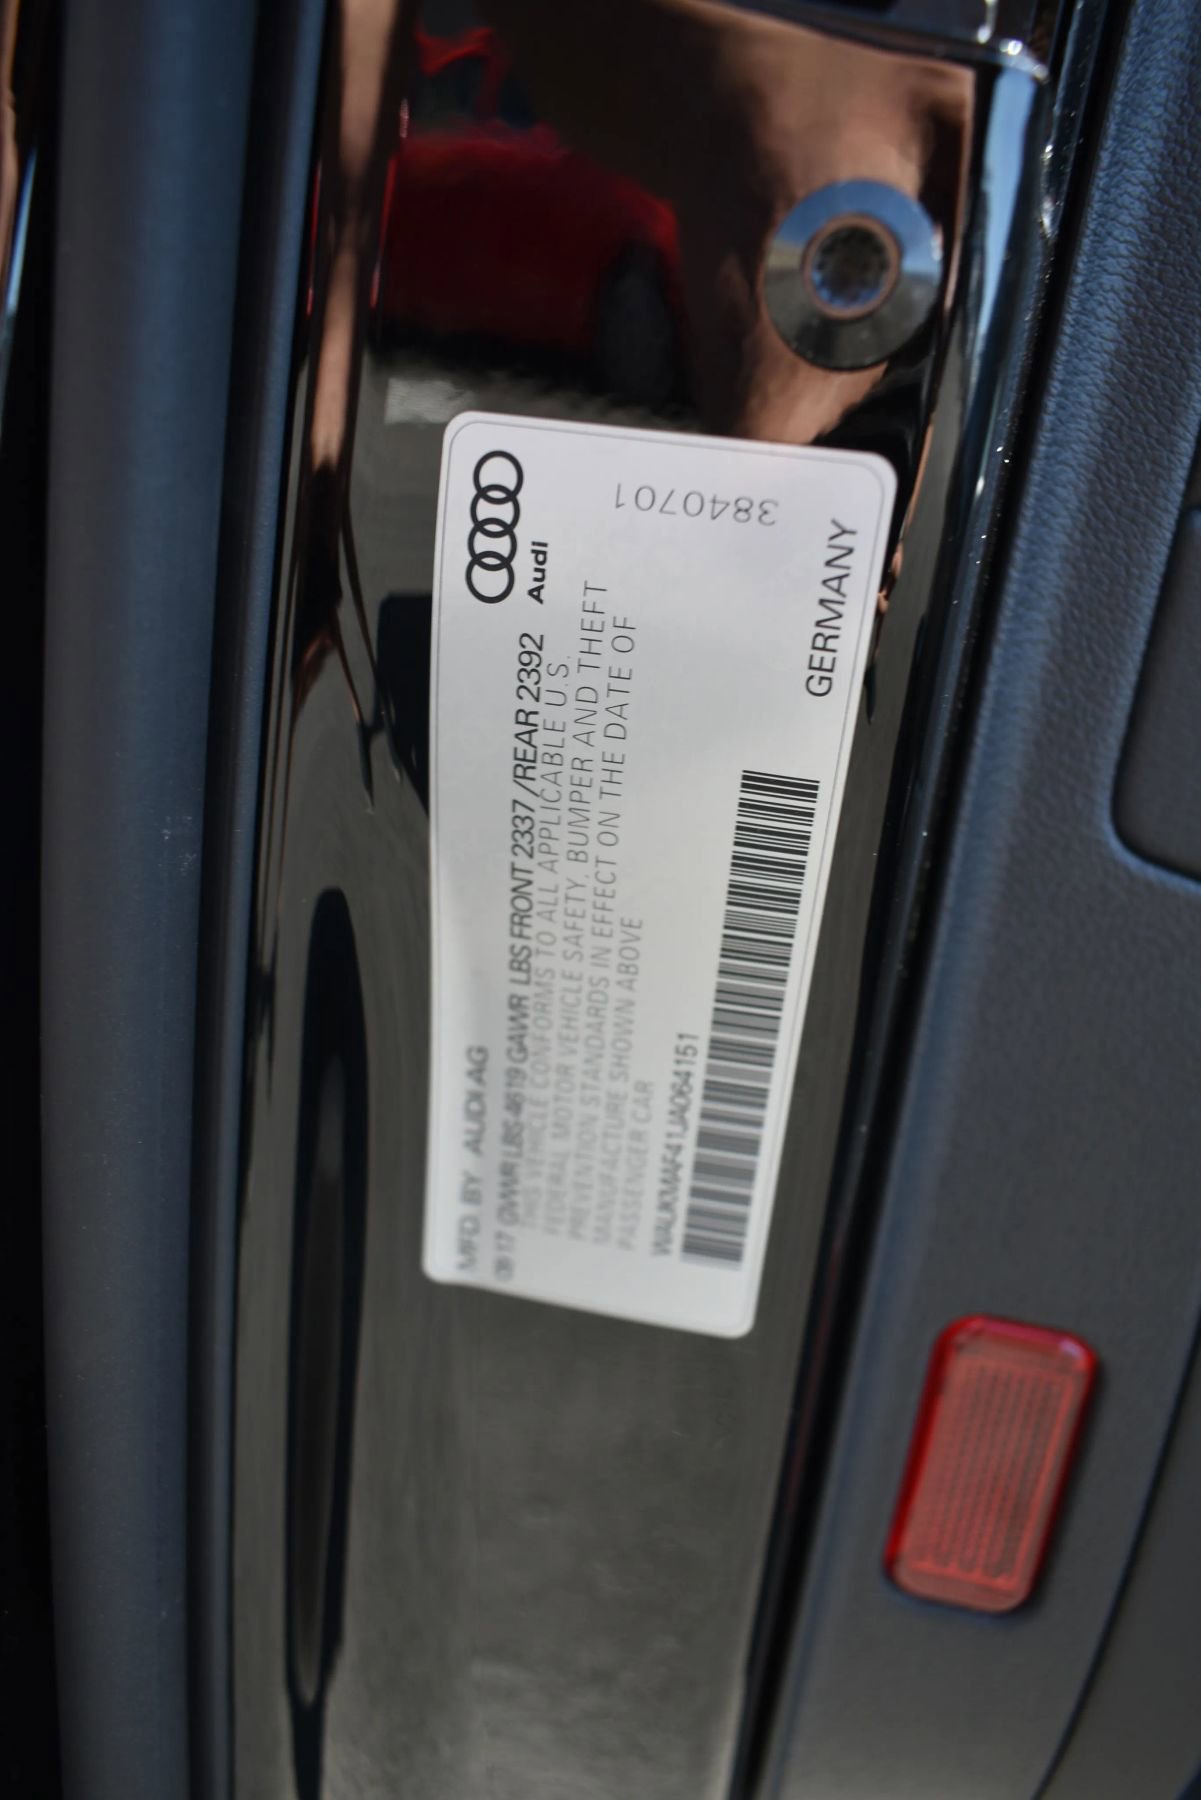 Audi
MFD. BY AUDI AG
09 17 GVWR LBS 4619 GAWR LBS FRONT 2337 /REAR 2392
THIS VEHICLE CONFORMS TO ALL APPLICABLE U.S.
FEDERAL MOTOR VEHICLE SAFETY, BUMPER AND THEFT
PREVENTION STANDARDS IN EFFECT ON THE DATE OF
MANUFACTURE SHOWN ABOVE
PASSENGER CAR
WAUKMAF41JA064151
GERMANY
3840701